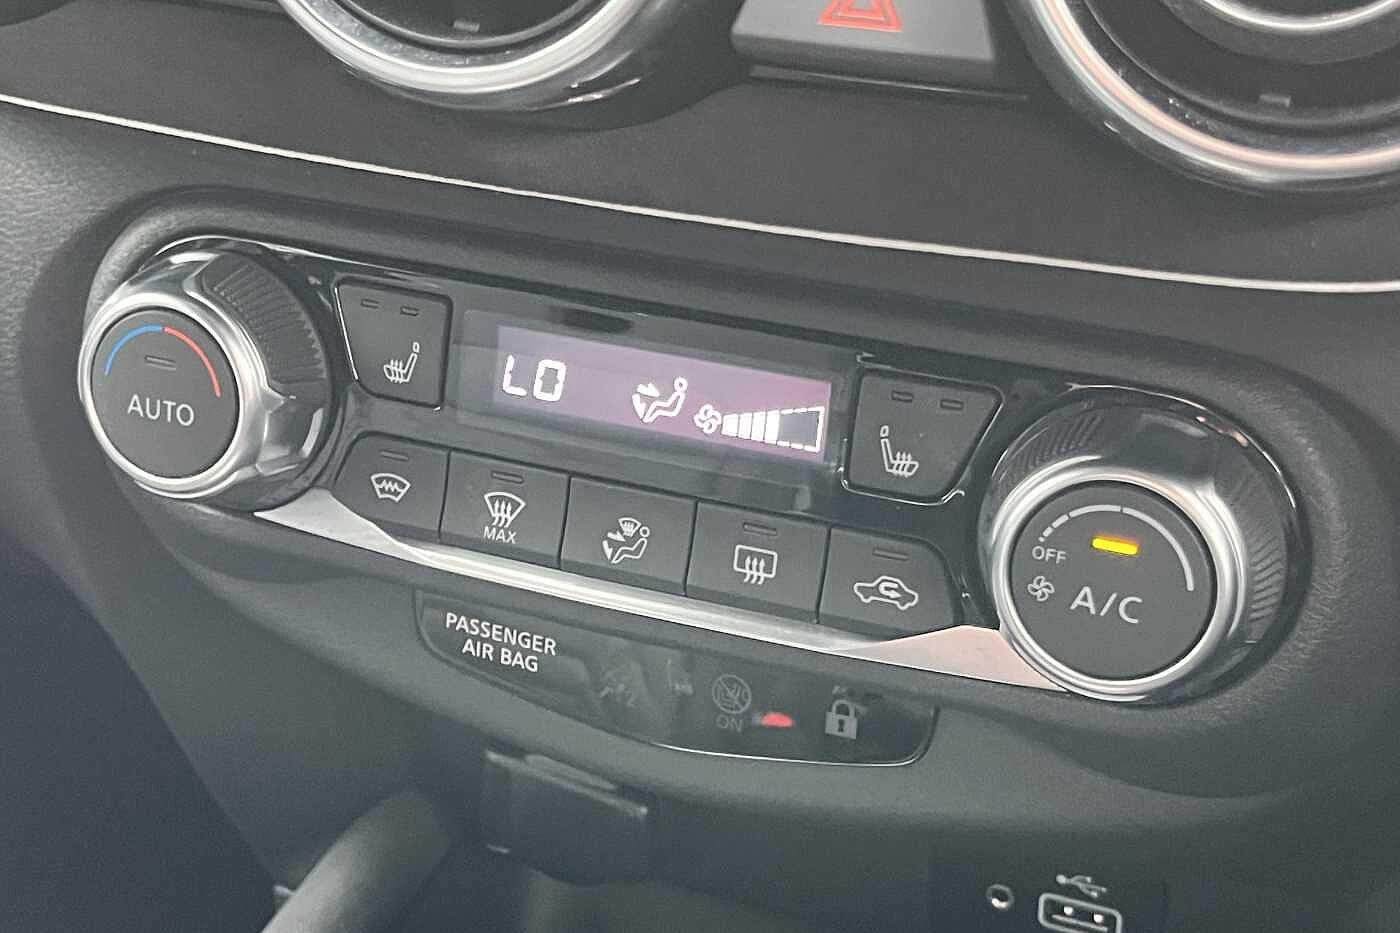 LO
AUTO
MAX
OFF
A/C
PASSENGER
AIR BAG
ON